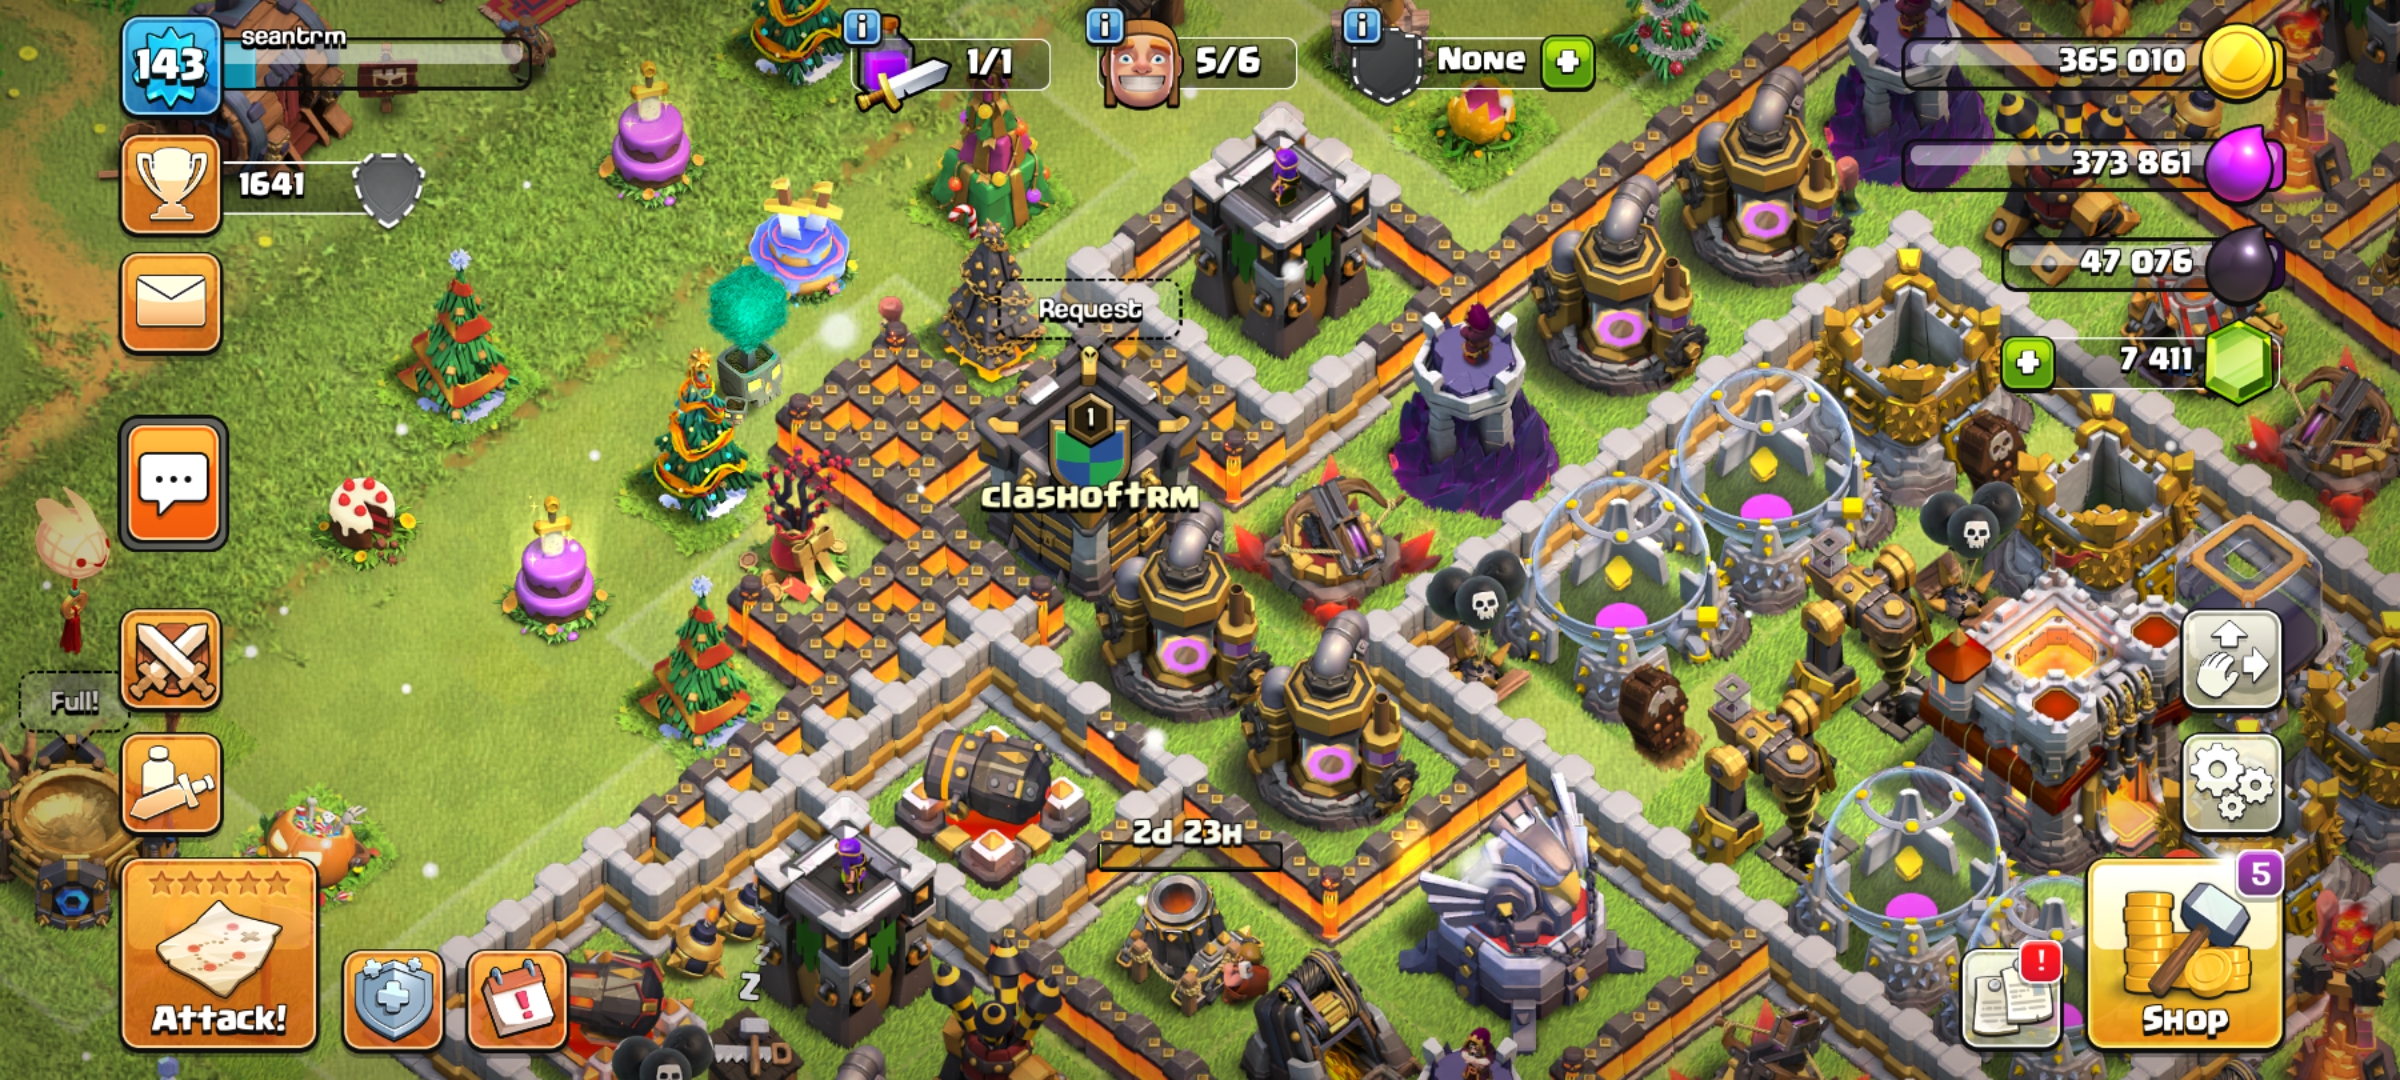 143
seantrm
1/1
5/6
None
365 010
1641
373 861
47 076
Request
7 411
1
clashoftRM
Full!
2d 23H
Z
Z
5
!
Attack!
Shop